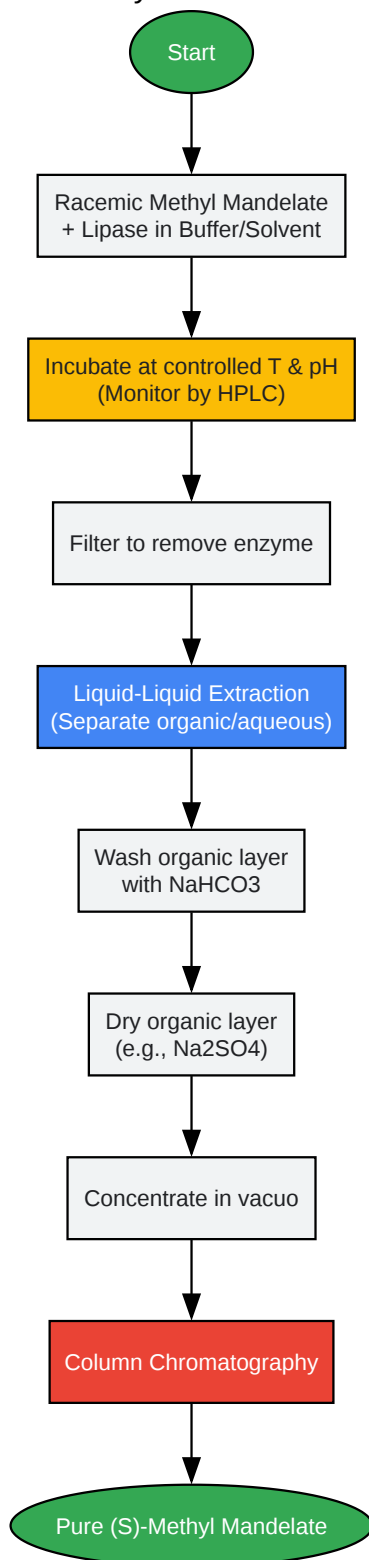 Start
Racemic Methyl Mandelate
+ Lipase in Buffer/Solvent
Incubate at controlled T & pH
(Monitor by HPLC)
Filter to remove enzyme
Liquid-Liquid Extraction
(Separate organic/aqueous)
Wash organic layer
with NaHCO3
Dry organic layer
(e.g., Na2SO4)
Concentrate in vacuo
Column Chromatography
Pure (S)-Methyl Mandelate